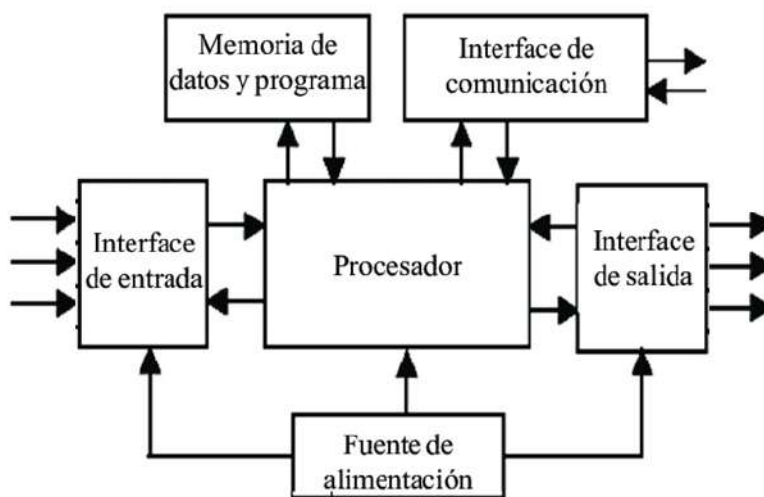 Memoria de
datos y programa
Interface de
comunicación
Interface
de entrada
Procesador
Interface
de salida
Fuente de
alimentación